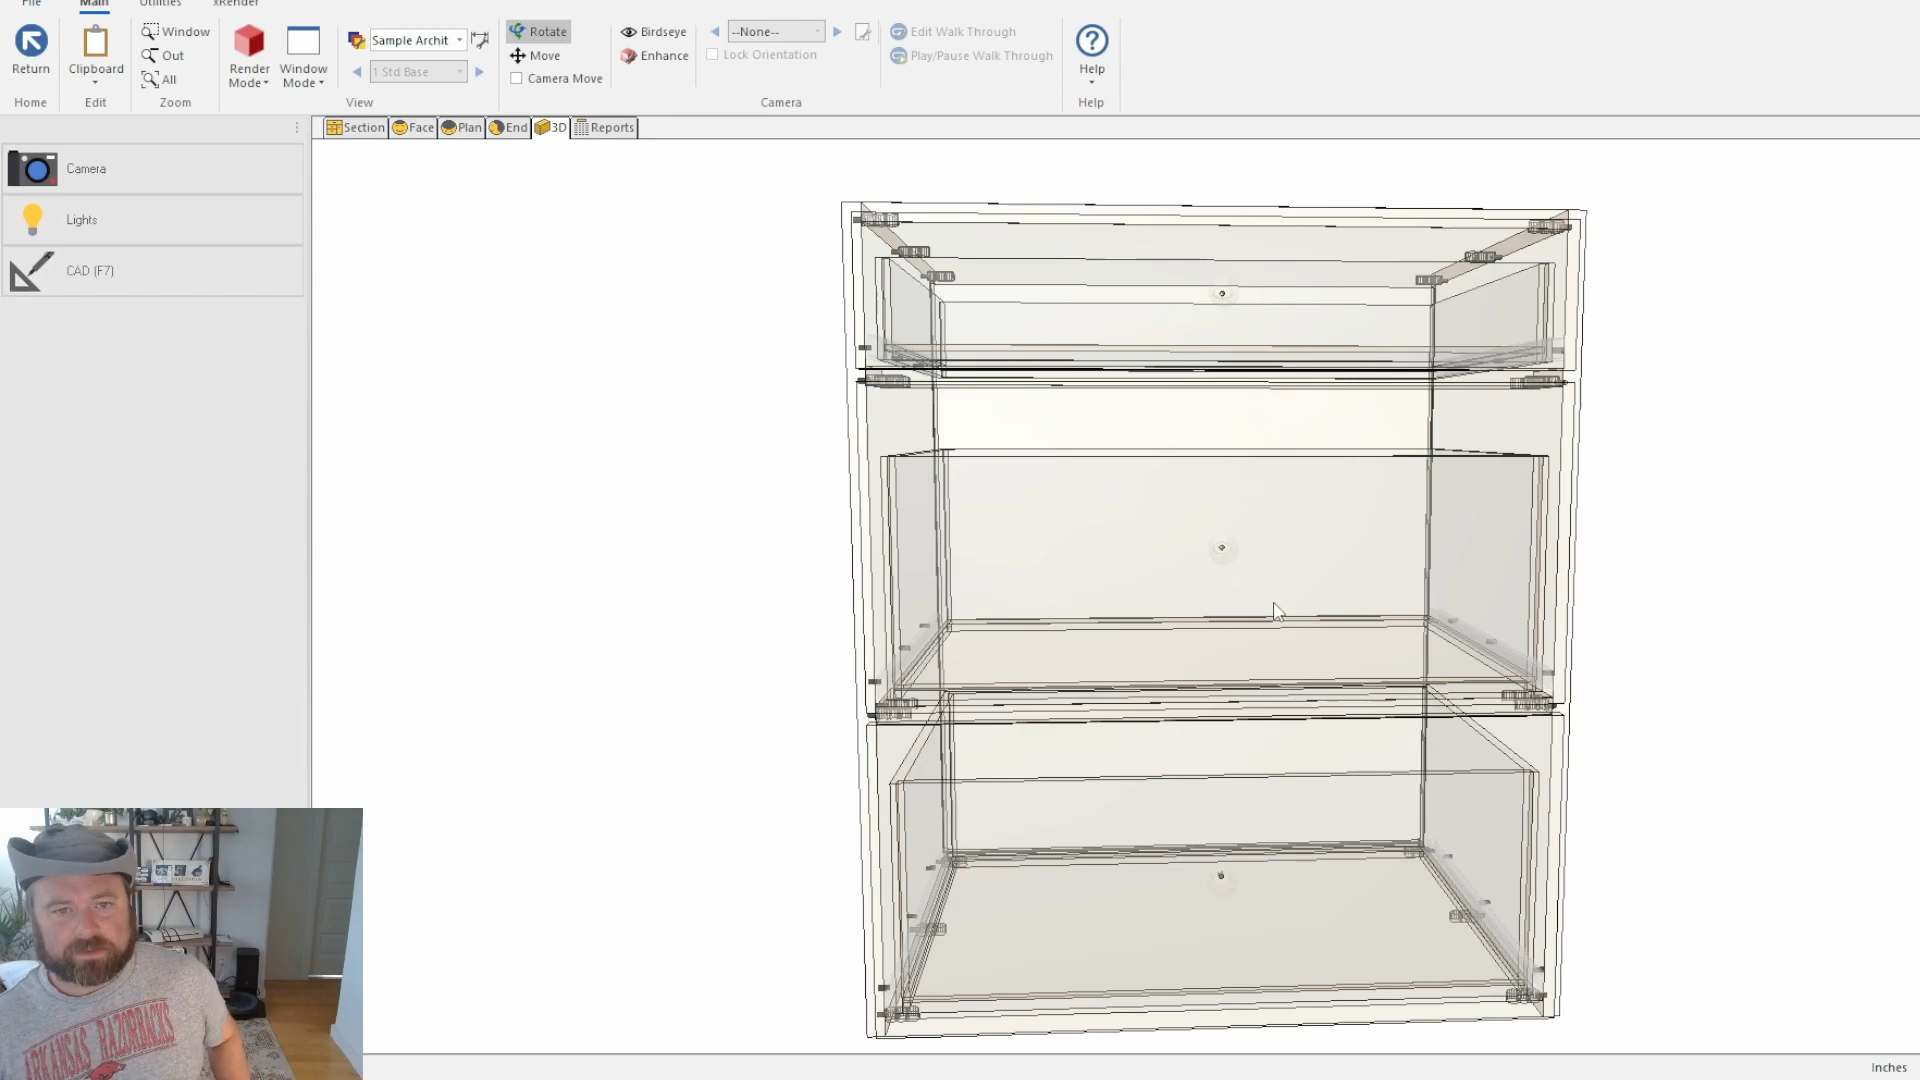 File
Main
Utilities
xRender
Return
Home
Clipboard
Edit
Window
Out
All
Zoom
Render
Mode
Window
Mode
Sample Archit
1 Std Base
View
Rotate
Move
Camera Move
Birdseye
Enhance
--None--
Lock Orientation
Camera
Edit Walk Through
Play/Pause Walk Through
Help
Help
Section
Face
Plan
End
3D
Reports
Camera
Lights
CAD (F7)
ARKANSAS RAZORBACKS
Inches